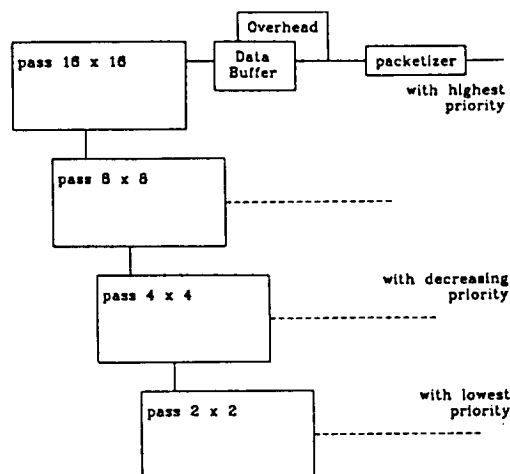 Overhead
pass 16 x 16
Data
Buffer
packetizer
with highest
priority
pass 8 x 8
with decreasing
priority
pass 4 x 4
with lowest
priority
pass 2 x 2